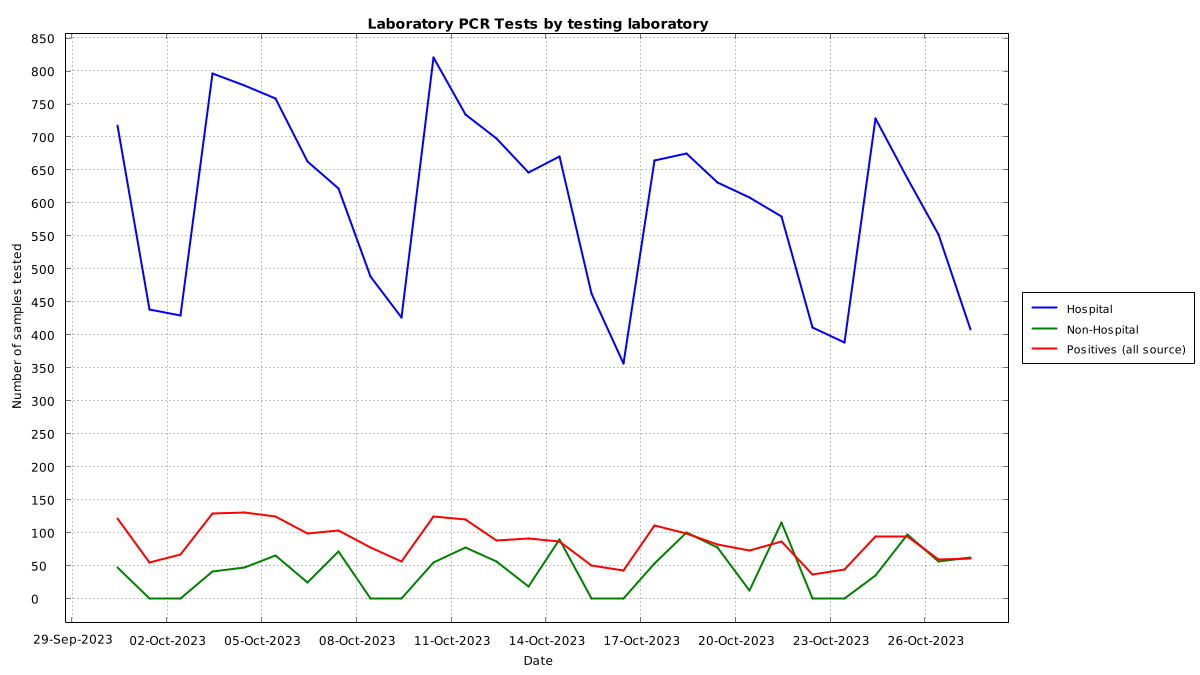 Laboratory PCR Tests by testing laboratory
850
800
750
700
650
600
550
500
450
400
350
300
250
200
150
100
50
0
Number of samples tested
29-Sep-2023 02-Oct-2023 05-Oct-2023 08-Oct-2023 11-Oct-2023 14-Oct-2023 17-Oct-2023 20-Oct-2023 23-Oct-2023 26-Oct-2023
Date
Hospital
Non-Hospital
Positives (all source)